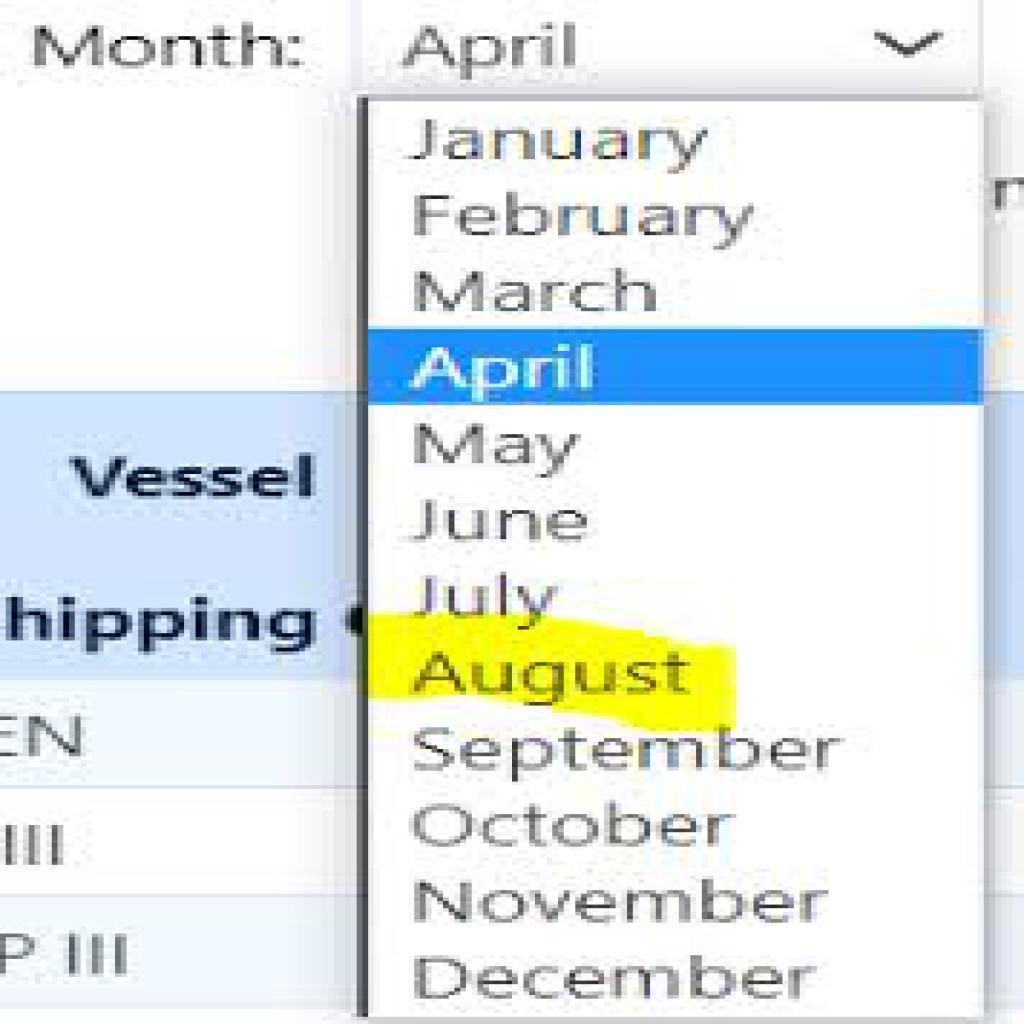 Month: April
January
February
March
April
May
Vessel
June
July
hipping
August
EN
September
October
III
November
P III
December